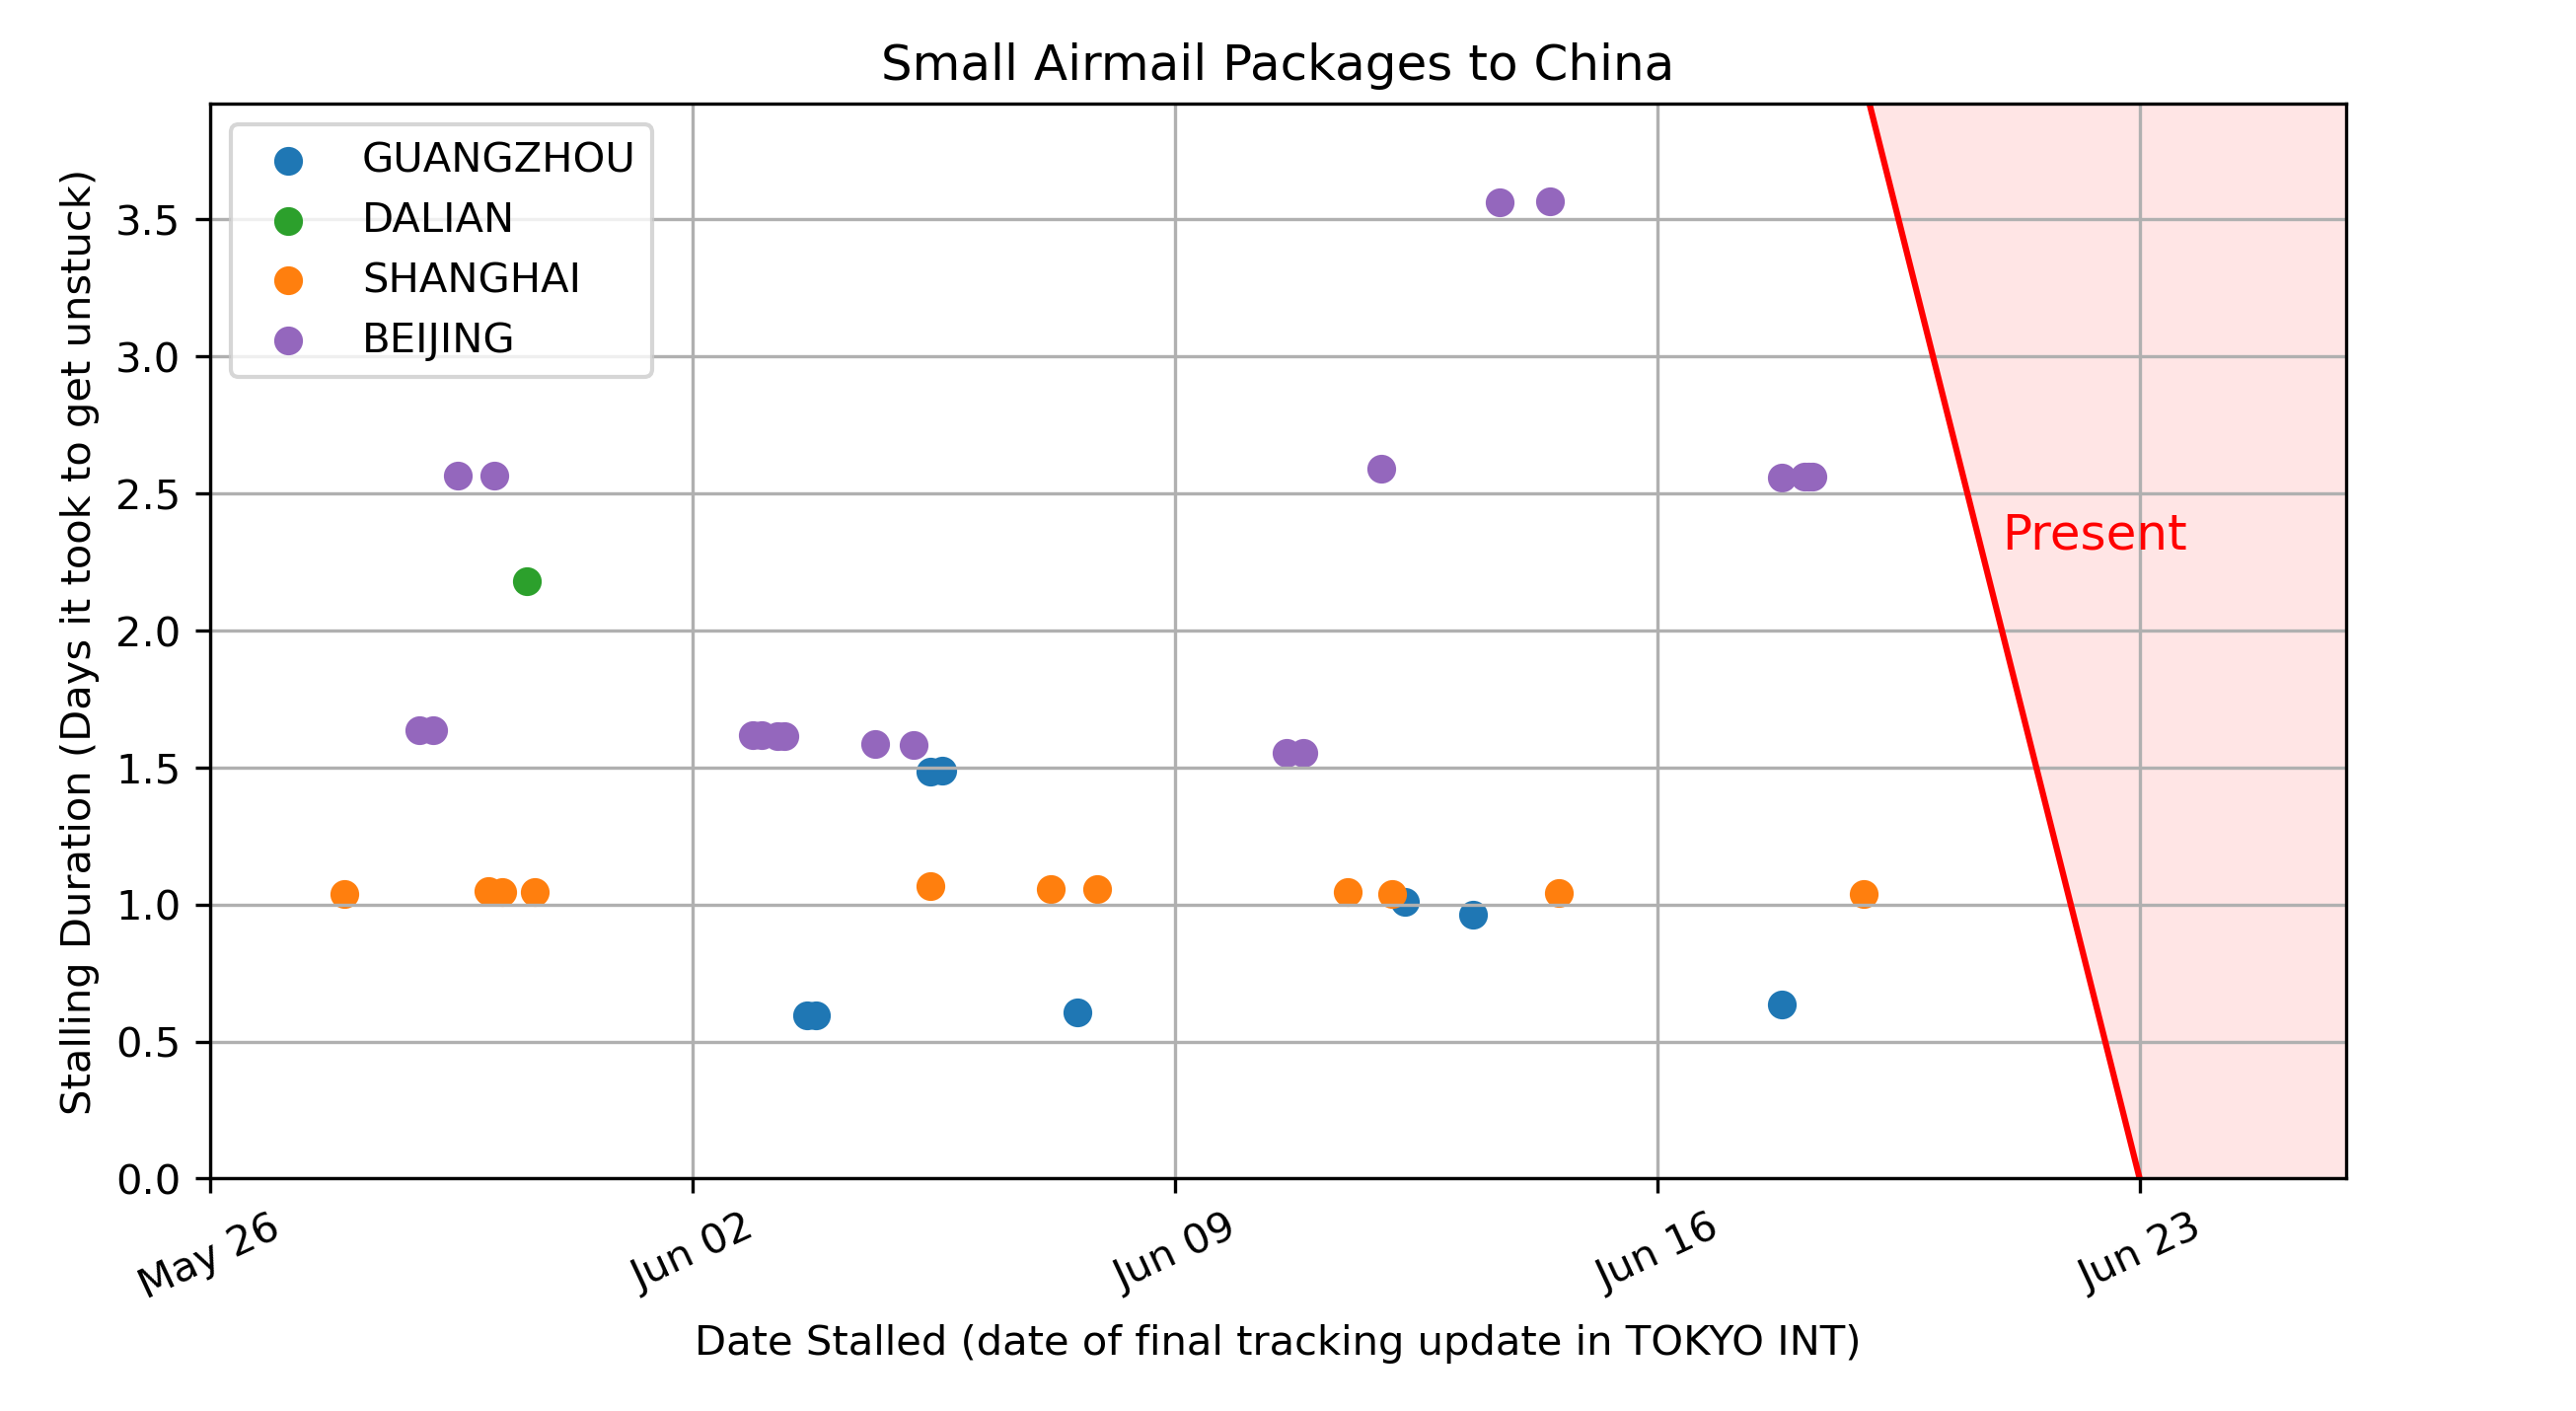 Small Airmail Packages to China
GUANGZHOU
DALIAN
SHANGHAI
BEIJING
Stalling Duration (Days it took to get unstuck)
3.5
3.0
2.5
2.0
1.5
1.0
0.5
0.0
Present
May 26
Jun 02
Jun 09
Jun 16
Jun 23
Date Stalled (date of final tracking update in TOKYO INT)